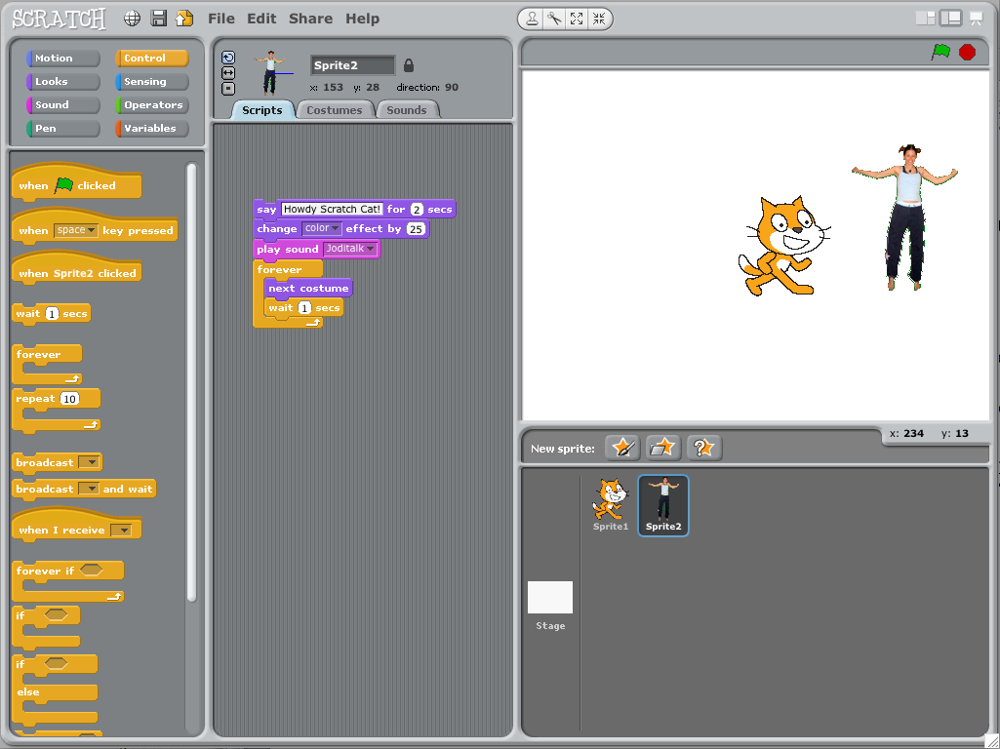 SCRATCH File Edit Share Help
Motion Control
Looks Sensing
Sound Operators
Pen Variables
when clicked
when space key pressed
when Sprite2 clicked
wait 1 secs
forever
repeat 10
broadcast
broadcast and wait
when I receive
forever if
if
if
else
Sprite2
x: 153 y: 28 direction: 90
Scripts Costumes Sounds
say Howdy Scratch Cat! for 2 secs
change color effect by 25
play sound Joditalk
forever
next costume
wait 1 secs
x: 234 y: 13
New sprite:
Sprite1 Sprite2
Stage